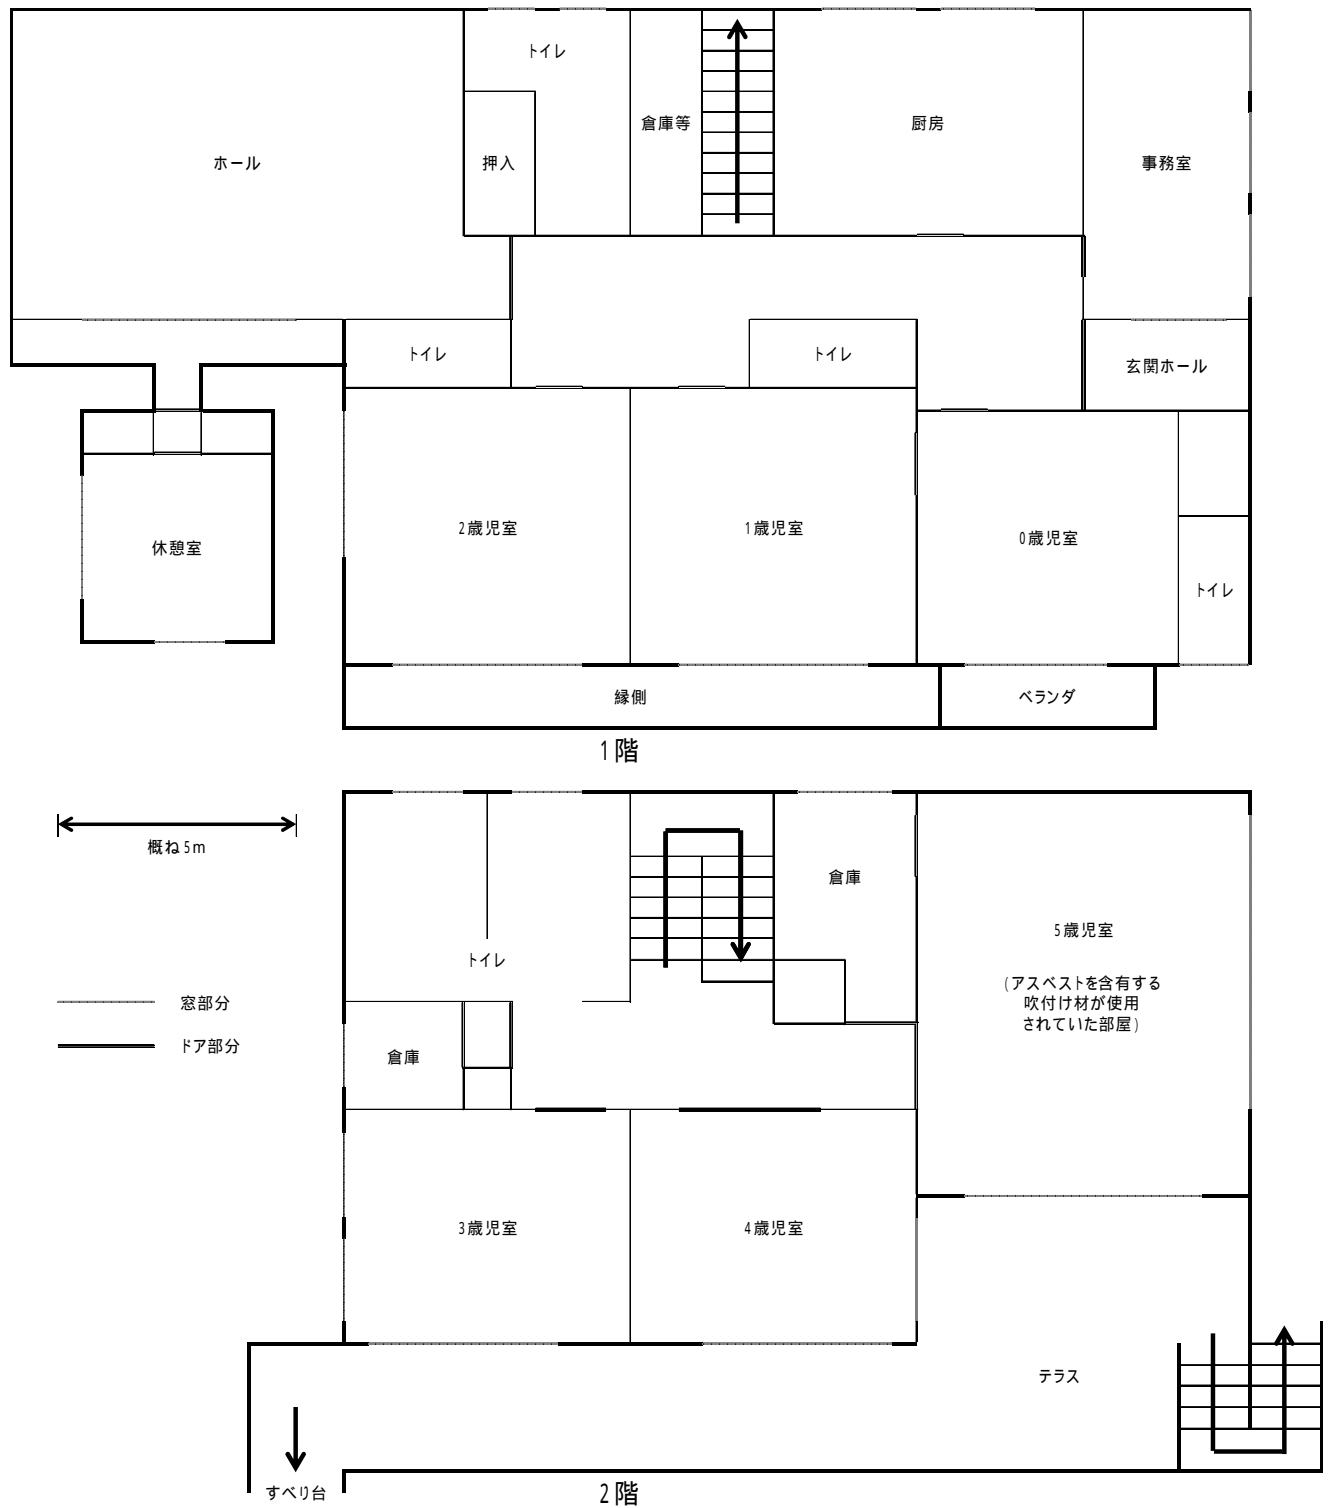 トイレ
倉庫等
厨房
ホール
押入
事務室
トイレ
トイレ
玄関ホール
2歳児室
1歳児室
0歳児室
休憩室
トイレ
縁側
ベランダ
1階
概ね5m
倉庫
5歳児室
トイレ
(アスベストを含有する
吹付け材が使用
されていた部屋)
窓部分
ドア部分
倉庫
3歳児室
4歳児室
テラス
すべり台
2階